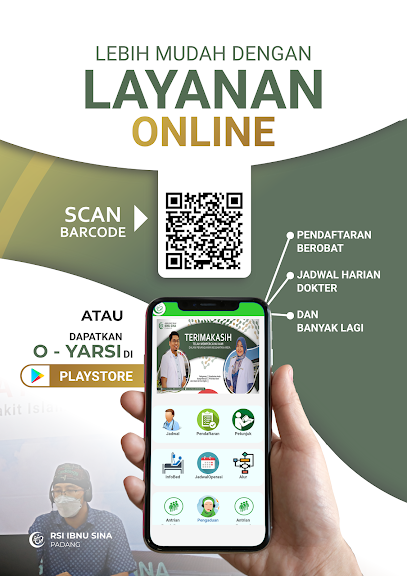 LEBIH MUDAH DENGAN
LAYANAN
ONLINE
SCAN
BARCODE
PENDAFTARAN
BEROBAT
JADWAL HARIAN
DOKTER
DAN
BANYAK LAGI
ATAU
DAPATKAN
O - YARSI DI
PLAYSTORE
TERIMAKASIH
Jadwal
Pendaftaran
Petunjuk
InfoBed
JadwalOperasi
Alur
Antrian
Pengaduan
Antrian
RSI IBNU SINA
PADANG